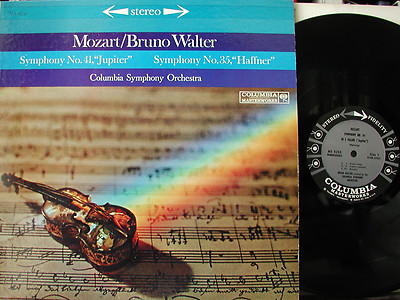 stereo
Mozart/Bruno Walter
Symphony No. 41, "Jupiter" Symphony No. 35, "Haffner"
Columbia Symphony Orchestra
COLUMBIA
MASTERWORKS
STEREO FIDELITY
MOZART
COLUMBIA
MASTERWORKS